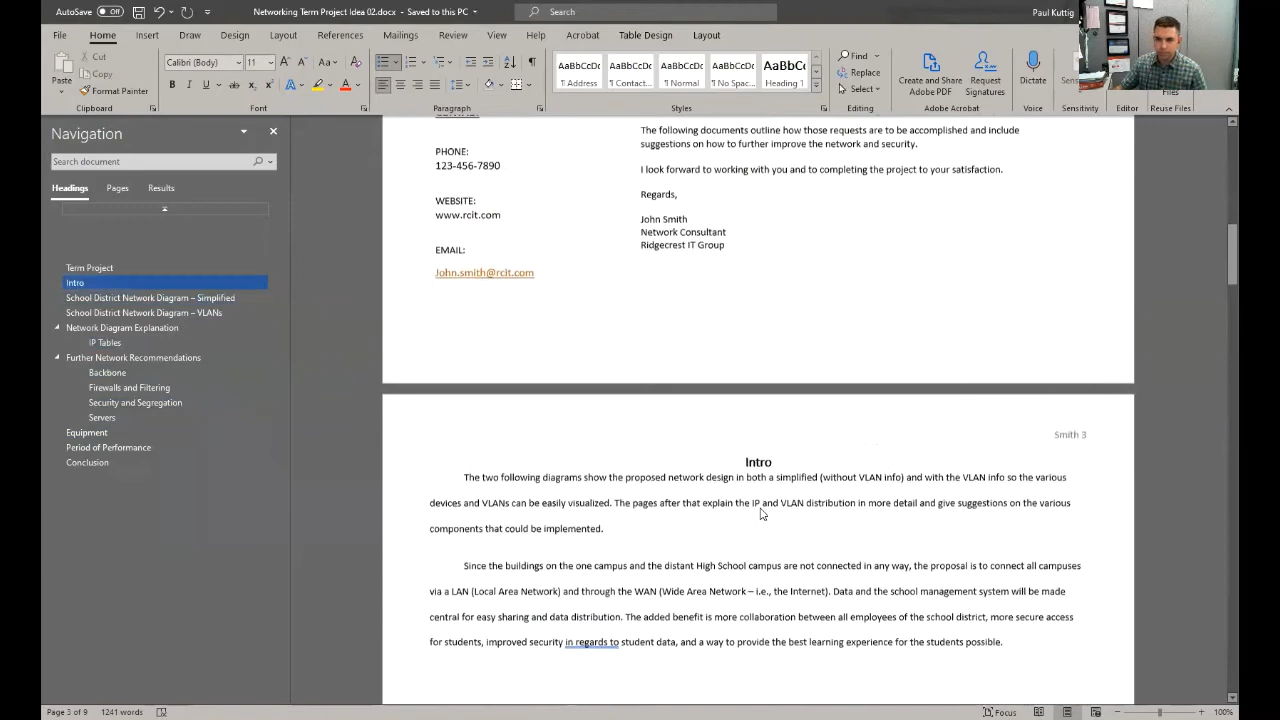 AutoSave Off Networking Term Project Idea 02.docx - Saved to this PC Search Paul Kuttig
File Home Insert Draw Design Layout References Mailings Review View Help Acrobat Table Design Layout
Paste
Cut
Copy
Format Painter
Clipboard
Calibri (Body) 11
Font
Paragraph
AaBbCcDc AaBbCcDc AaBbCcDc AaBbCcDc AaBbCc
¶ Address ¶ Contact... ¶ Normal ¶ No Spac... Heading 1
Styles
Find
Replace
Select
Editing
Create and Share
Adobe PDF
Request
Signatures
Adobe Acrobat
Dictate
Voice
Sens
Sensitivity
Editor
Files
Reuse Files
Navigation
Search document
Headings Pages Results
Term Project
Intro
School District Network Diagram – Simplified
School District Network Diagram – VLANs
Network Diagram Explanation
IP Tables
Further Network Recommendations
Backbone
Firewalls and Filtering
Security and Segregation
Servers
Equipment
Period of Performance
Conclusion
PHONE:
123-456-7890
WEBSITE:
www.rcit.com
EMAIL:
John.smith@rcit.com
The following documents outline how those requests are to be accomplished and include
suggestions on how to further improve the network and security.
I look forward to working with you and to completing the project to your satisfaction.
Regards,
John Smith
Network Consultant
Ridgecrest IT Group
Smith 3
Intro
The two following diagrams show the proposed network design in both a simplified (without VLAN info) and with the VLAN info so the various
devices and VLANs can be easily visualized. The pages after that explain the IP and VLAN distribution in more detail and give suggestions on the various
components that could be implemented.
Since the buildings on the one campus and the distant High School campus are not connected in any way, the proposal is to connect all campuses
via a LAN (Local Area Network) and through the WAN (Wide Area Network – i.e., the Internet). Data and the school management system will be made
central for easy sharing and data distribution. The added benefit is more collaboration between all employees of the school district, more secure access
for students, improved security in regards to student data, and a way to provide the best learning experience for the students possible.
Page 3 of 9 1241 words Focus 100%